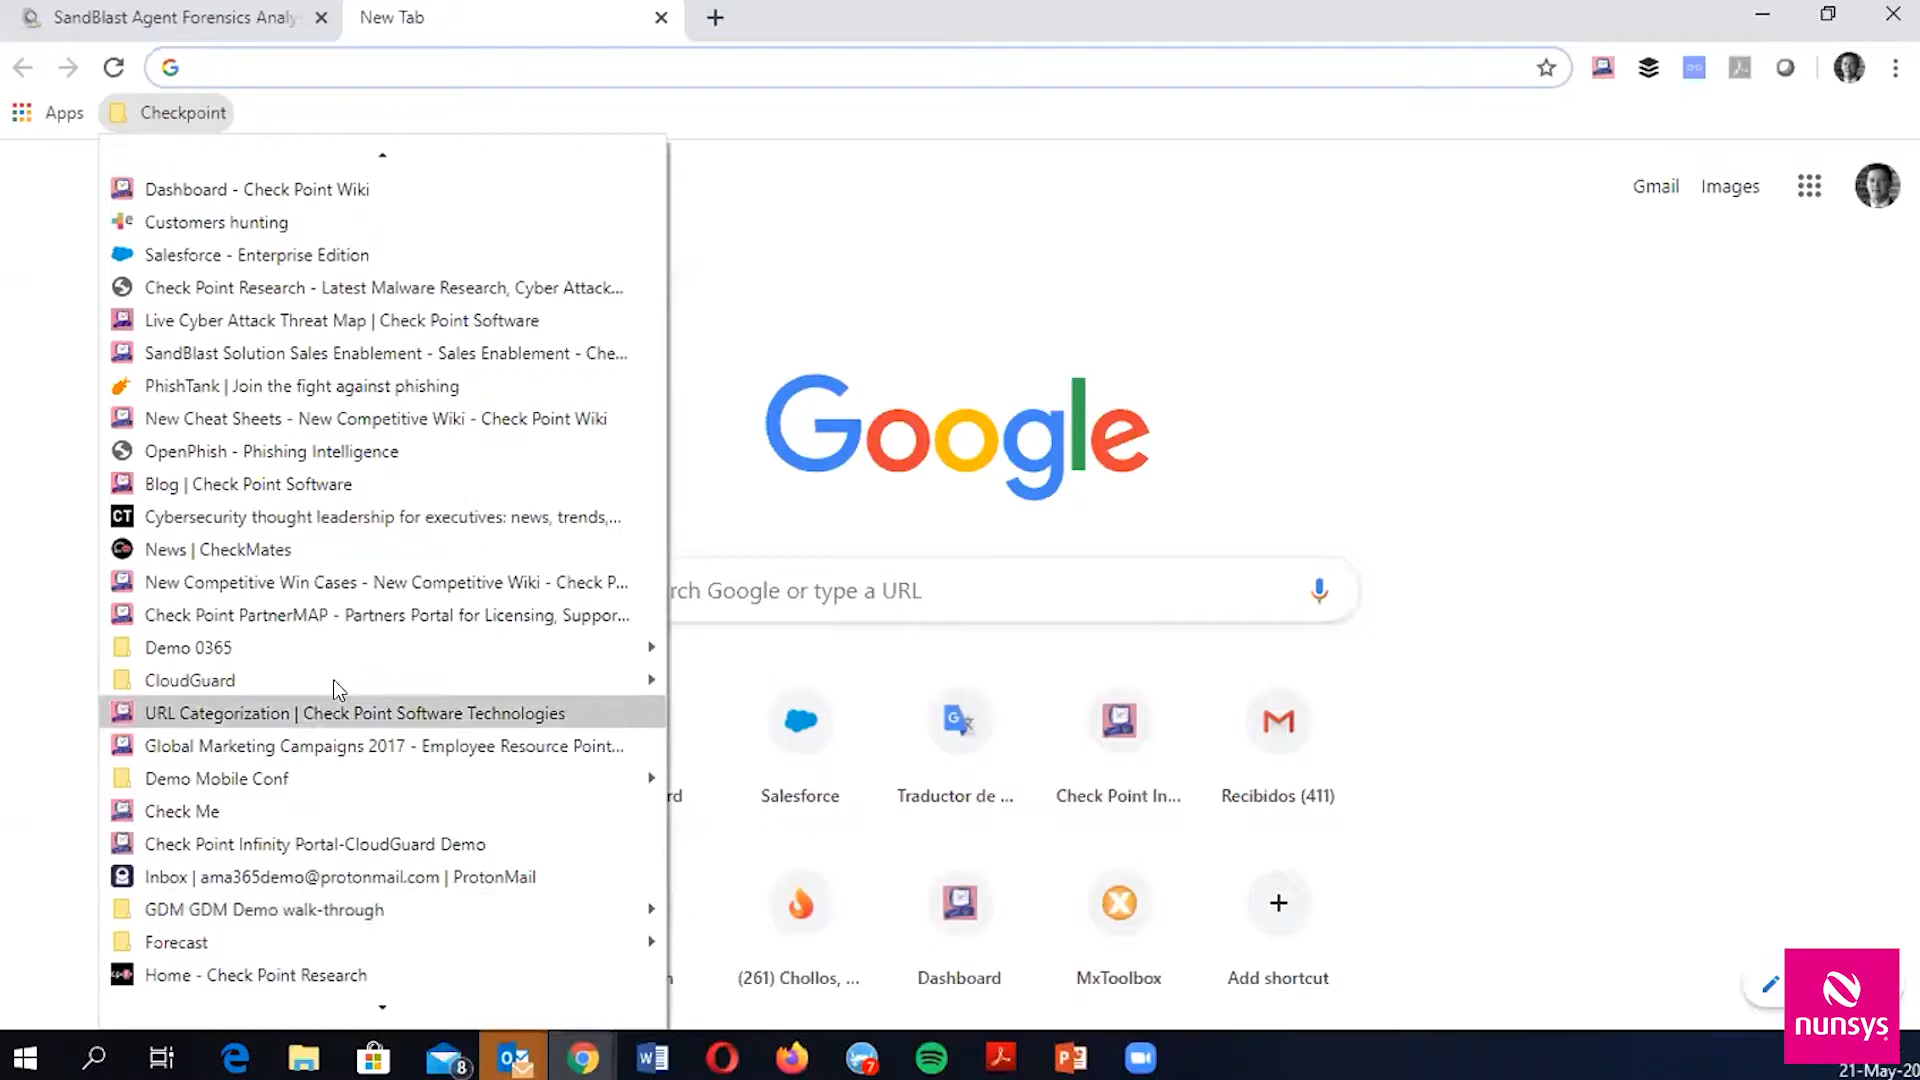 SandBlast Agent Forensics Analy
New Tab
Apps
Checkpoint
Gmail
Images
Dashboard - Check Point Wiki
Customers hunting
Salesforce - Enterprise Edition
Check Point Research - Latest Malware Research, Cyber Attack...
Live Cyber Attack Threat Map | Check Point Software
SandBlast Solution Sales Enablement - Sales Enablement - Che...
PhishTank | Join the fight against phishing
New Cheat Sheets - New Competitive Wiki - Check Point Wiki
OpenPhish - Phishing Intelligence
Blog | Check Point Software
Cybersecurity thought leadership for executives: news, trends,...
News | CheckMates
New Competitive Win Cases - New Competitive Wiki - Check P...
Check Point PartnerMAP - Partners Portal for Licensing, Suppor...
Demo 0365
CloudGuard
URL Categorization | Check Point Software Technologies
Global Marketing Campaigns 2017 - Employee Resource Point...
Demo Mobile Conf
Check Me
Check Point Infinity Portal-CloudGuard Demo
Inbox | ama365demo@protonmail.com | ProtonMail
GDM GDM Demo walk-through
Forecast
Home - Check Point Research
Google
rch Google or type a URL
rd
Salesforce
Traductor de ...
Check Point In...
Recibidos (411)
(261) Chollos, ...
Dashboard
MxToolbox
Add shortcut
nunsys
8
7
21-May-20